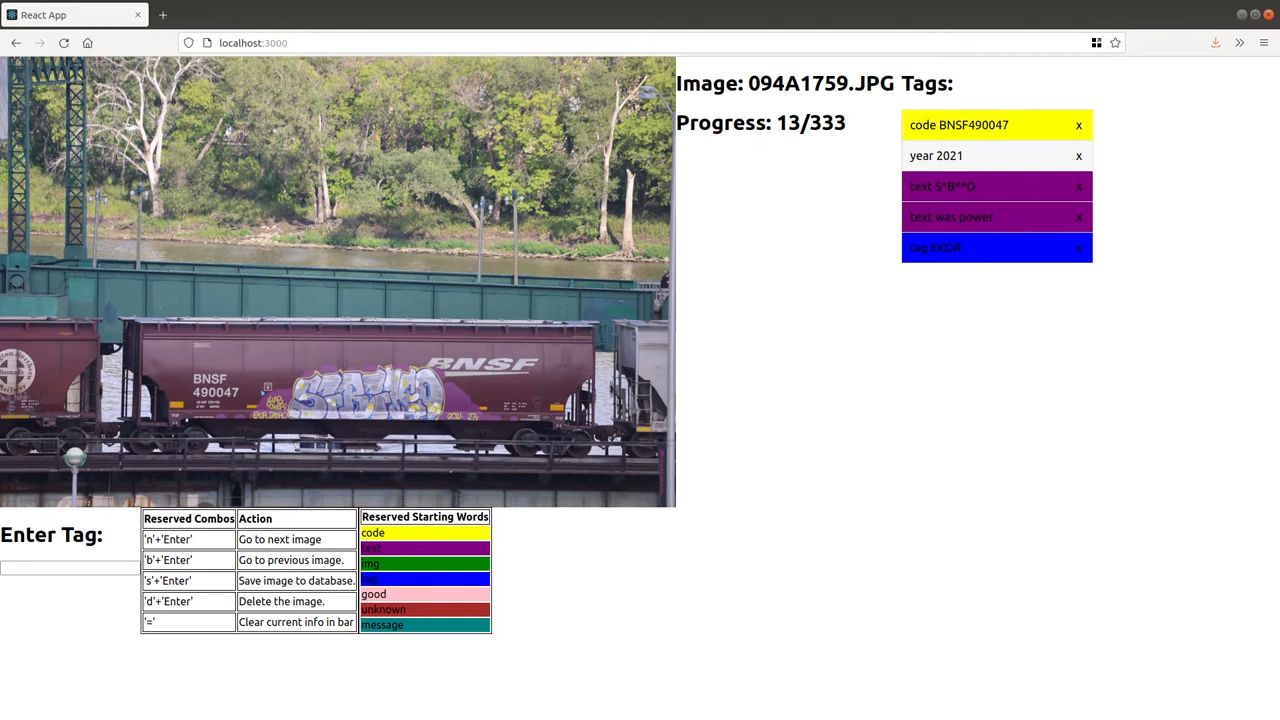 React App
localhost:3000
Image: 094A1759.JPG
Progress: 13/333
Tags:
code BNSF490047 x
year 2021 x
text S*B**O x
text was power x
tag EKOR x
BNSF
BNSF
490047
Enter Tag:
Reserved Combos Action
'n'+'Enter' Go to next image
'b'+'Enter' Go to previous image.
's'+'Enter' Save image to database.
'd'+'Enter' Delete the image.
'=' Clear current info in bar
Reserved Starting Words
code
text
img
tag
good
unknown
message